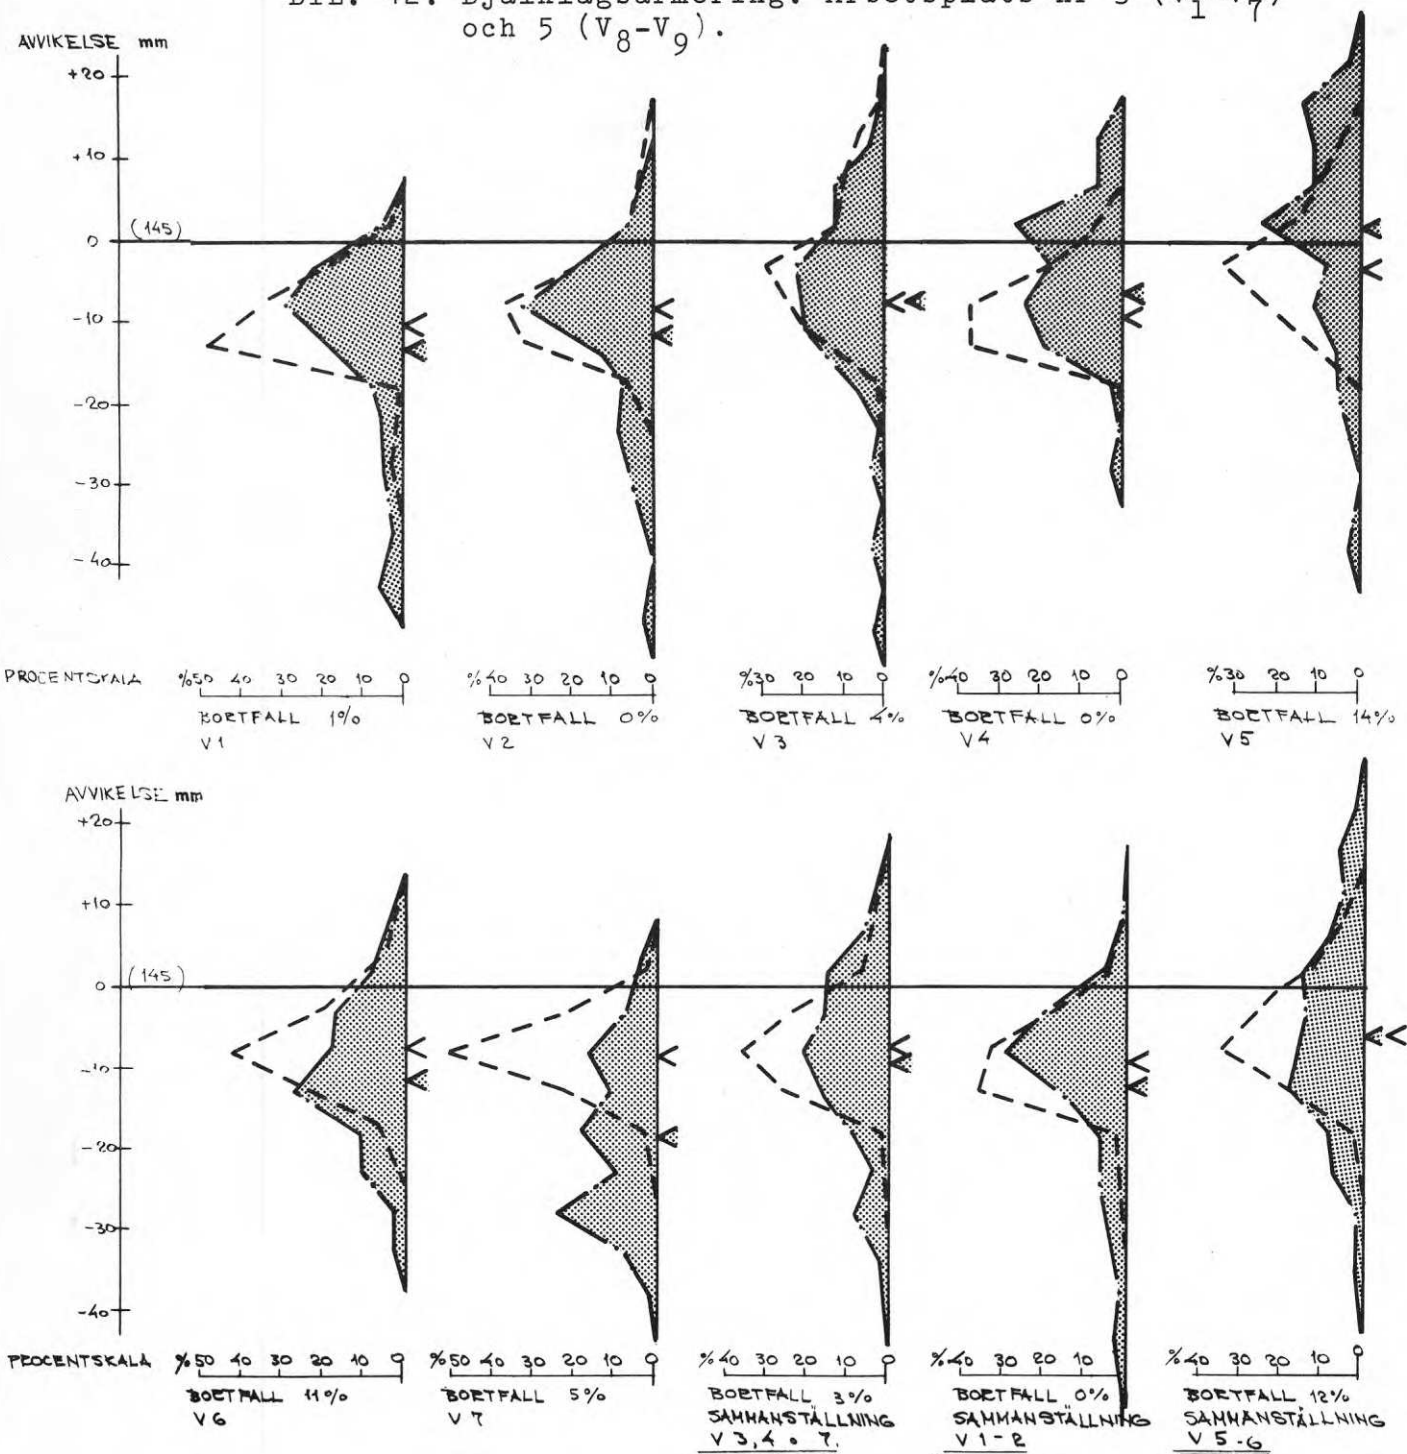 och 5 (V8-V9).
AVVIKELSE mm
+20
+10
(145)
0
-10
-20
-30
-40
PROCENTSKALA %50 40 30 20 10 0 %40 30 20 10 0 %30 20 10 0 %40 30 20 10 0 %30 20 10 0
BORTFALL 1% BORTFALL 0% BORTFALL 4% BORTFALL 0% BORTFALL 14%
V1 V2 V3 V4 V5
AVVIKELSE mm
+20
+10
(145)
0
-10
-20
-30
-40
PROCENTSKALA %50 40 30 20 10 0 %50 40 30 20 10 0 %40 30 20 10 0 %40 30 20 10 0 %40 30 20 10 0
BORTFALL 11% BORTFALL 5% BORTFALL 3% BORTFALL 0% BORTFALL 12%
V6 V7 SAMMANSTÄLLNING SAMMANSTÄLLNING SAMMANSTÄLLNING
V3,4 o 7. V1-2 V5-6